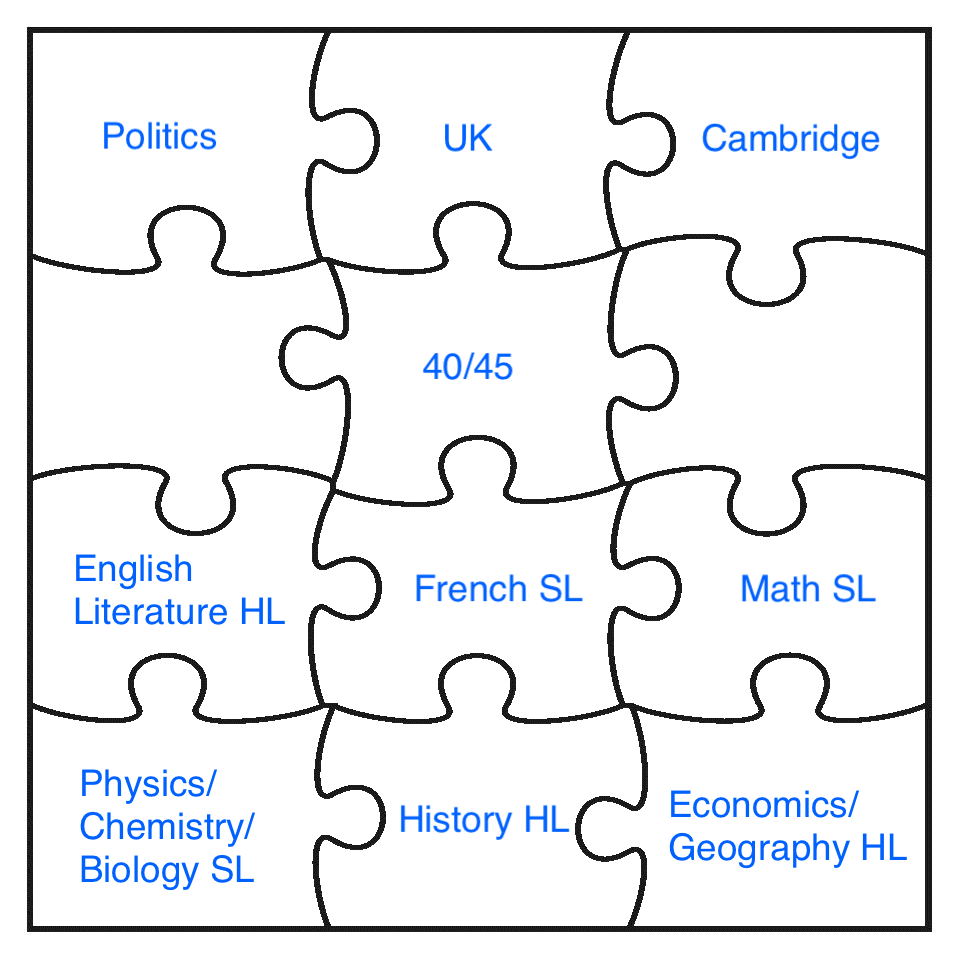 Politics
UK
Cambridge
40/45
English
Literature HL
French SL
Math SL
Physics/
Chemistry/
Biology SL
History HL
Economics/
Geography HL